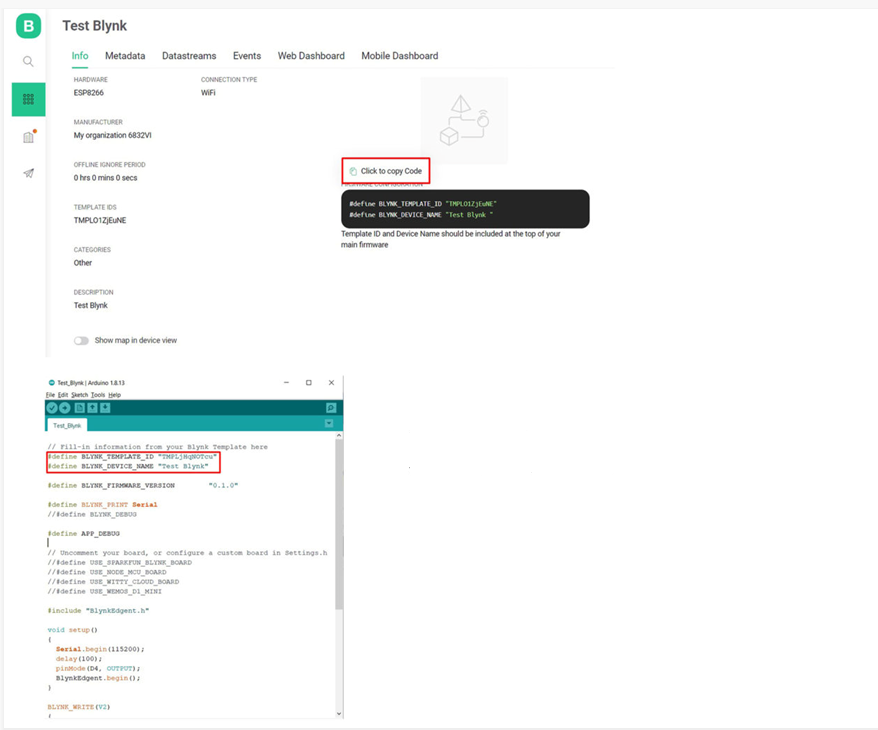 B Test Blynk
Info Metadata Datastreams Events Web Dashboard Mobile Dashboard
HARDWARE CONNECTION TYPE
ESP8266 WiFi
MANUFACTURER
My organization 6832VI
OFFLINE IGNORE PERIOD
0 hrs 0 mins 0 secs
TEMPLATE IDS
TMPLO1ZjEuNE
CATEGORIES
Other
DESCRIPTION
Test Blynk
Show map in device view
Click to copy Code
FIRMWARE CONFIGURATION
#define BLYNK_TEMPLATE_ID "TMPLO1ZjEuNE"
#define BLYNK_DEVICE_NAME "Test Blynk "
Template ID and Device Name should be included at the top of your
main firmware
Test_Blynk | Arduino 1.8.13
File Edit Sketch Tools Help
Test_Blynk
// Fill-in information from your Blynk Template here
#define BLYNK_TEMPLATE_ID "TMPLjHqNOTcu"
#define BLYNK_DEVICE_NAME "Test Blynk"
#define BLYNK_FIRMWARE_VERSION "0.1.0"
#define BLYNK_PRINT Serial
//#define BLYNK_DEBUG
#define APP_DEBUG
// Uncomment your board, or configure a custom board in Settings.h
//#define USE_SPARKFUN_BLYNK_BOARD
//#define USE_NODE_MCU_BOARD
//#define USE_WITTY_CLOUD_BOARD
//#define USE_WEMOS_D1_MINI
#include "BlynkEdgent.h"
void setup()
{
Serial.begin(115200);
delay(100);
pinMode(D4, OUTPUT);
BlynkEdgent.begin();
}
BLYNK_WRITE(V2)
{